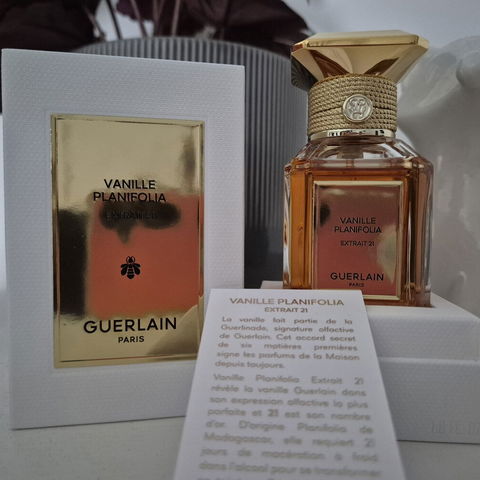 VANILLE
PLANIFOLIA
EXTRAIT 21
GUERLAIN
PARIS
VANILLE
PLANIFOLIA
EXTRAIT 21
GUERLAIN
PARIS
VANILLE PLANIFOLIA
EXTRAIT 21
La vanille fait partie de la
Guerlinade, signature olfactive
de Guerlain. Cet accord secret
de six matières premières
signe les parfums de la Maison
depuis toujours.
Vanille Planifolia Extrait 21
révèle la vanille Guerlain dans
son expression olfactive la plus
parfaite et 21 est son nombre
d'or. D'origine Planifolia de
Madagascar, elle requiert 21
jours de macération à froid
dans l'alcool pour se transformer